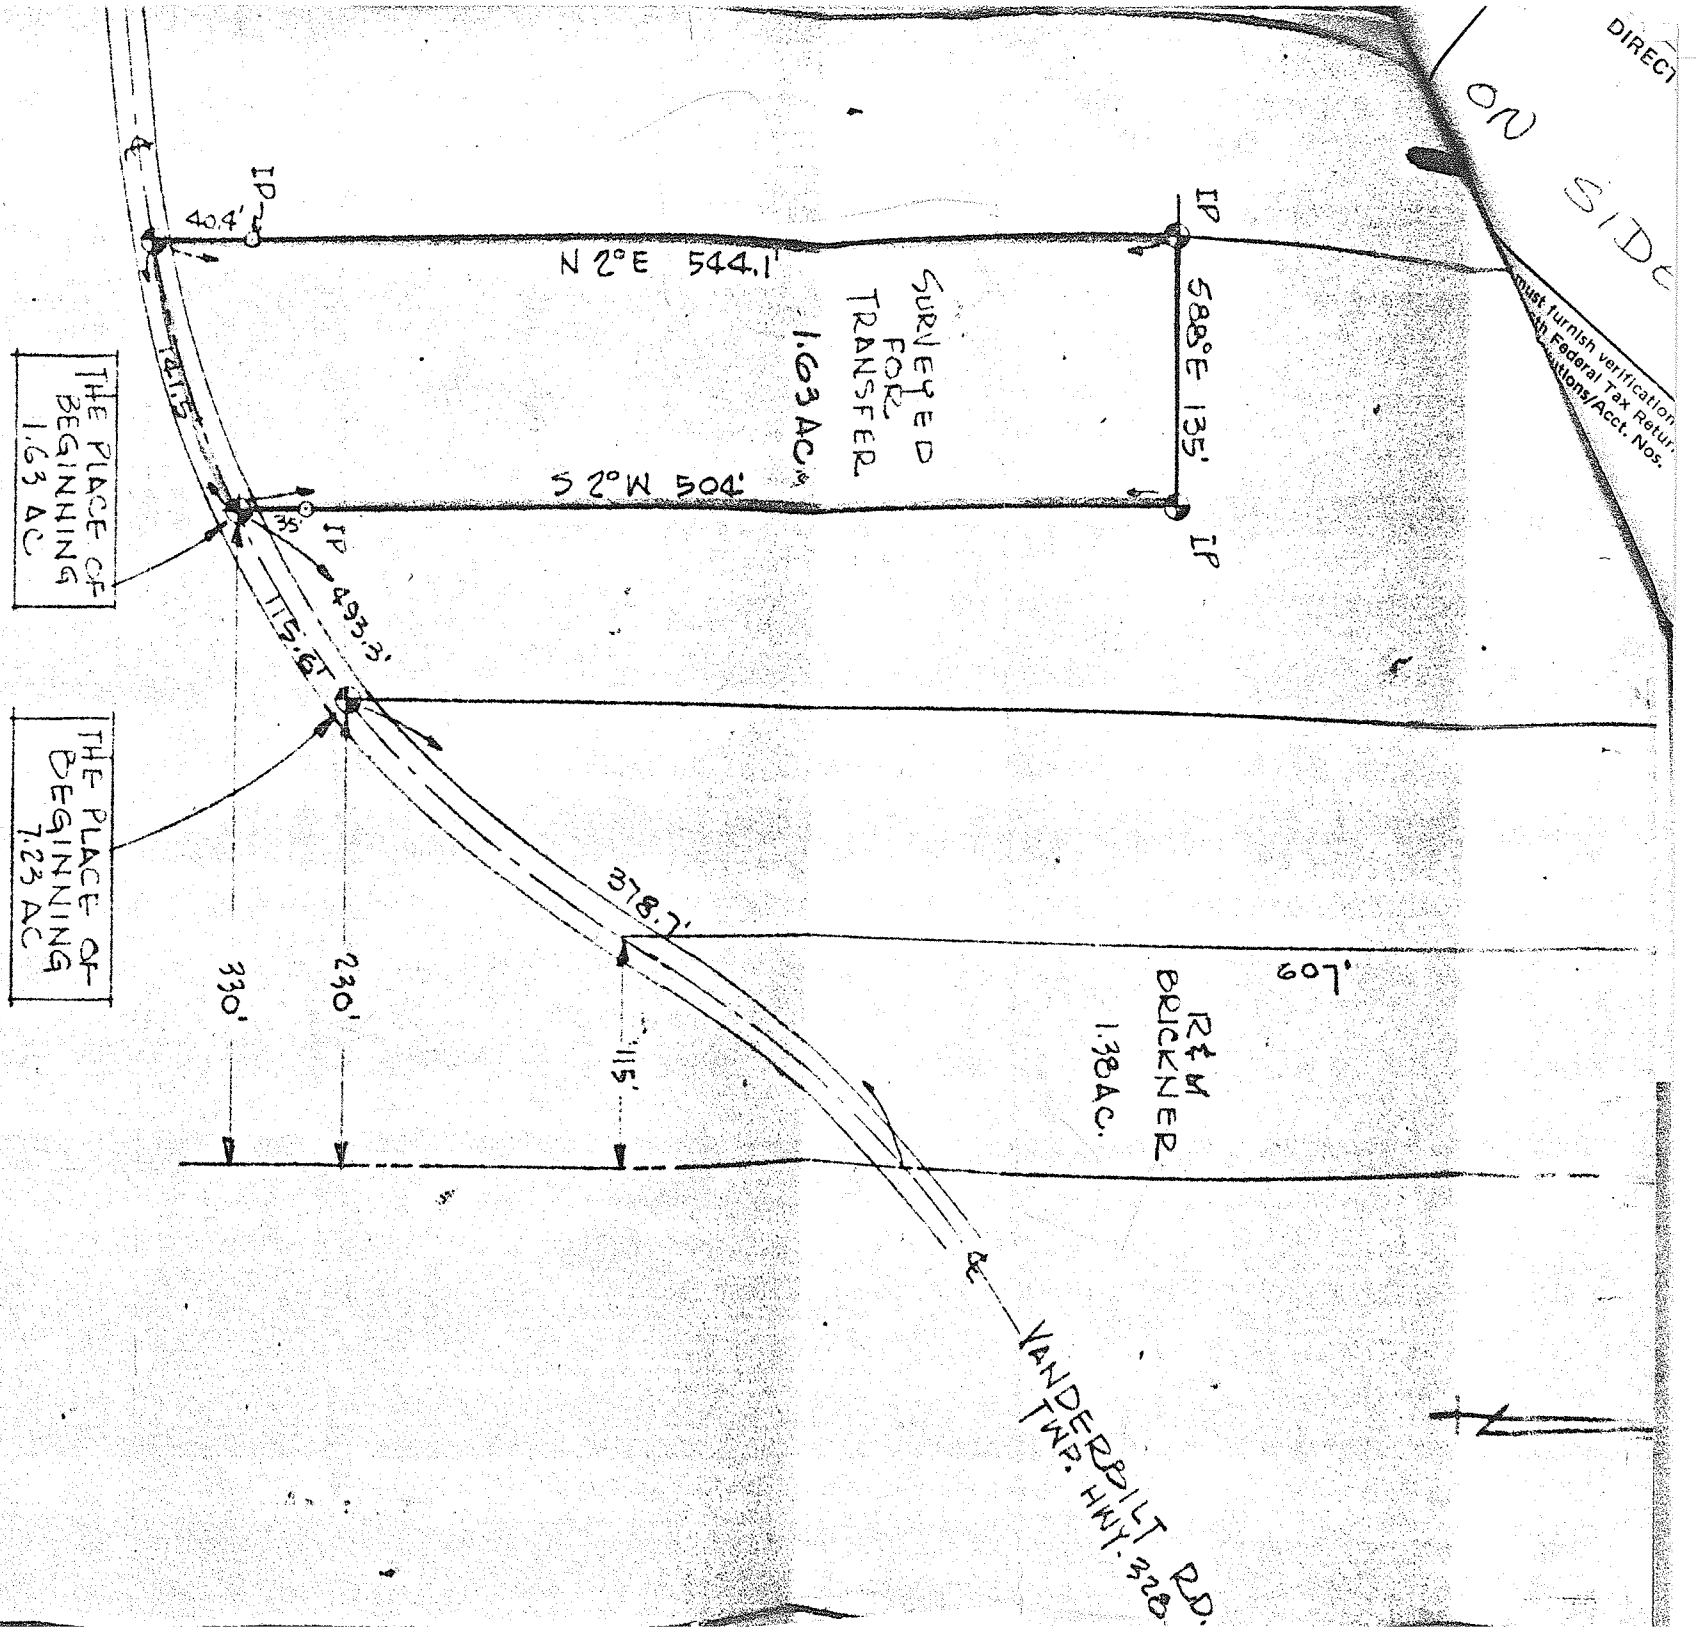 DIRECT
ON SIDE
must furnish verification
th Federal Tax Retur
utions/Acct. Nos.
IP
S88°E 135'
IP
N 2°E 544.1'
40.4'
IP
SURVEYED
FOR
TRANSFER
1.63 AC.
S 2°W 504'
35'
IP
141.5'
493.3'
115.6'
THE PLACE OF
BEGINNING
1.63 AC
THE PLACE OF
BEGINNING
7.23 AC
378.7'
607'
R & M
BRICKNER
1.38 AC.
115'
230'
330'
VANDERBILT RD.
TWP. HWY. 328